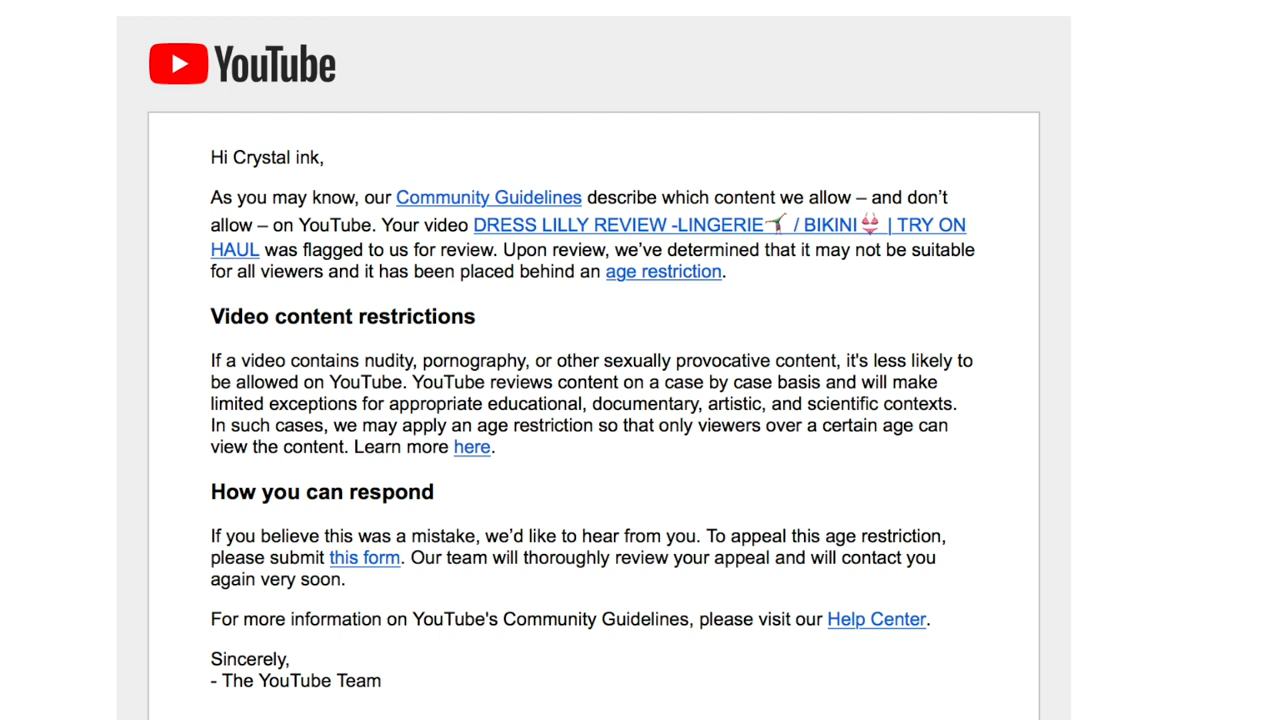 YouTube
Hi Crystal ink,
As you may know, our Community Guidelines describe which content we allow – and don’t
allow – on YouTube. Your video DRESS LILLY REVIEW -LINGERIE / BIKINI👙 | TRY ON
HAUL was flagged to us for review. Upon review, we’ve determined that it may not be suitable
for all viewers and it has been placed behind an age restriction.
Video content restrictions
If a video contains nudity, pornography, or other sexually provocative content, it's less likely to
be allowed on YouTube. YouTube reviews content on a case by case basis and will make
limited exceptions for appropriate educational, documentary, artistic, and scientific contexts.
In such cases, we may apply an age restriction so that only viewers over a certain age can
view the content. Learn more here.
How you can respond
If you believe this was a mistake, we’d like to hear from you. To appeal this age restriction,
please submit this form. Our team will thoroughly review your appeal and will contact you
again very soon.
For more information on YouTube's Community Guidelines, please visit our Help Center.
Sincerely,
- The YouTube Team